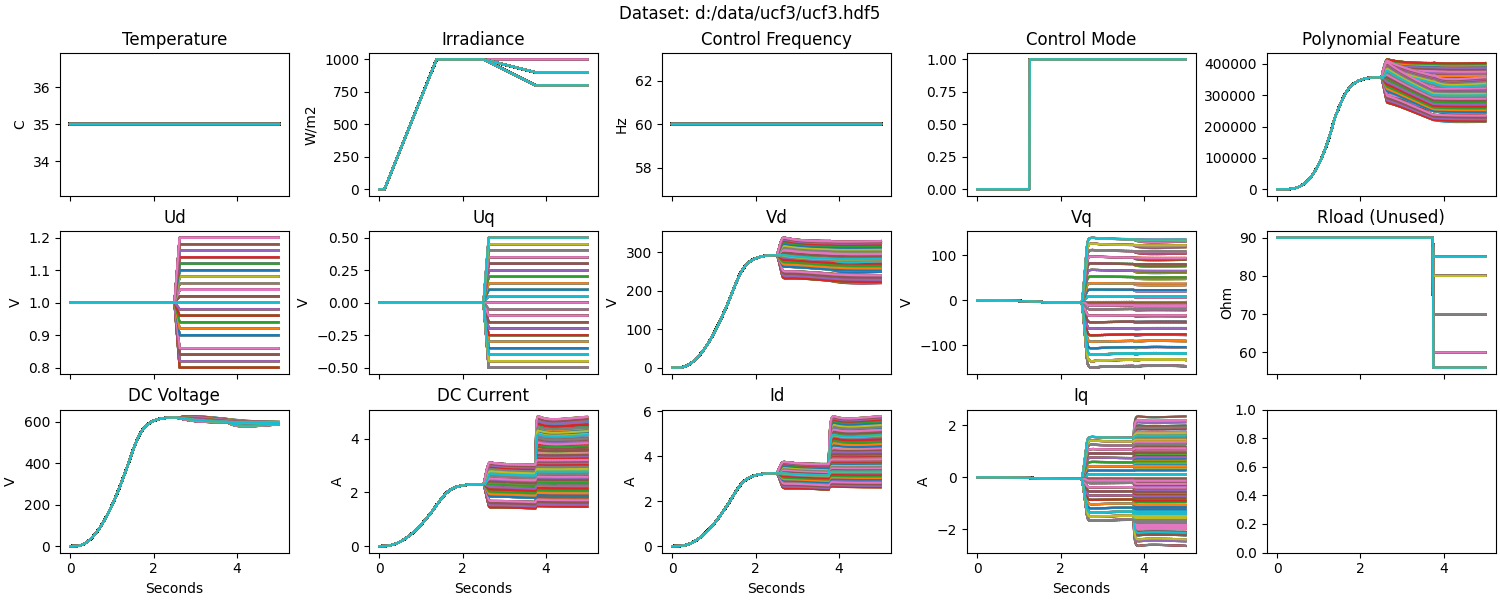 Dataset: d:/data/ucf3/ucf3.hdf5
Temperature
Irradiance
Control Frequency
Control Mode
Polynomial Feature
C
36
35
34
W/m2
1000
750
500
250
0
Hz
62
60
58
1.00
0.75
0.50
0.25
0.00
400000
300000
200000
100000
0
Ud
Uq
Vd
Vq
Rload (Unused)
V
1.2
1.1
1.0
0.9
0.8
V
0.50
0.25
0.00
−0.25
−0.50
V
300
200
100
0
V
100
0
−100
Ohm
90
80
70
60
DC Voltage
DC Current
Id
Iq
V
600
400
200
0
0 2 4
Seconds
A
4
2
0
0 2 4
Seconds
A
6
4
2
0
0 2 4
Seconds
A
2
0
−2
0 2 4
Seconds
1.0
0.8
0.6
0.4
0.2
0.0
0 2 4